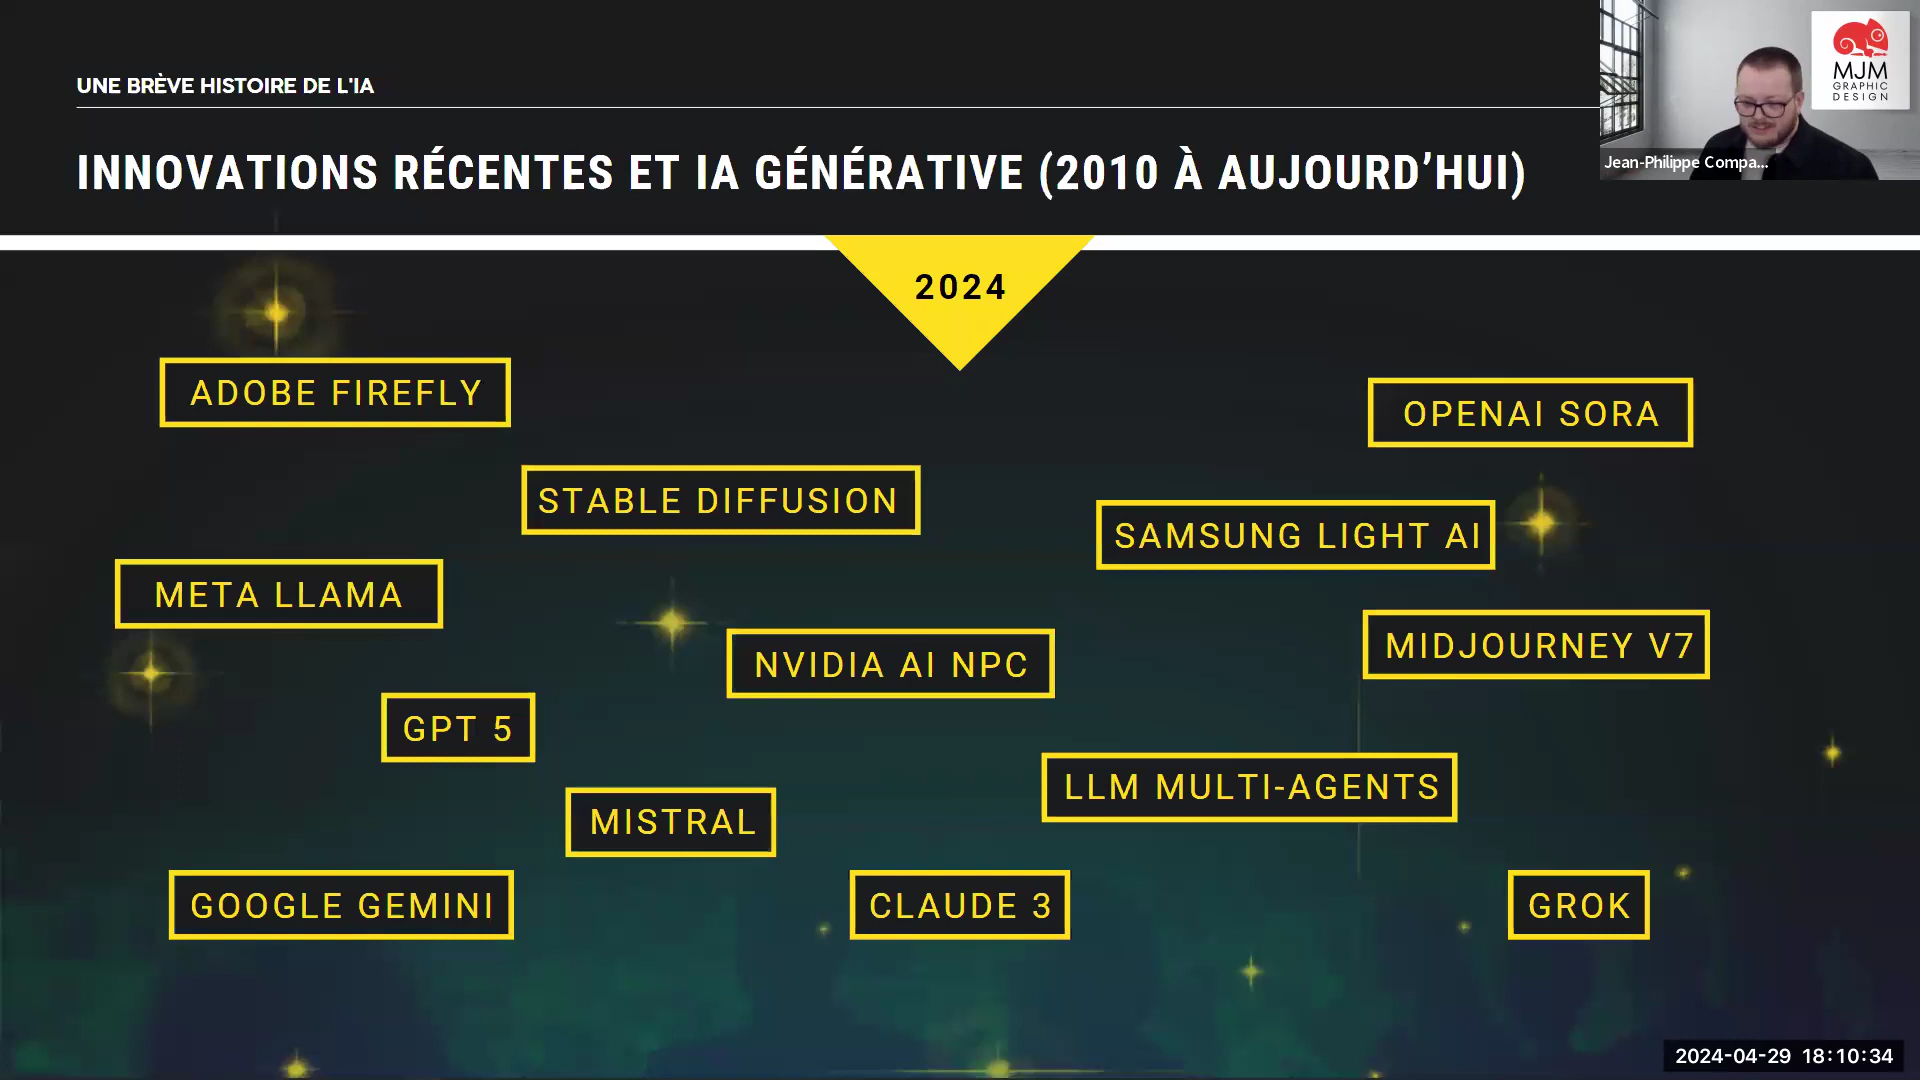 UNE BRÈVE HISTOIRE DE L'IA
INNOVATIONS RÉCENTES ET IA GÉNÉRATIVE (2010 À AUJOURD’HUI)
MJM
GRAPHIC
DESIGN
Jean-Philippe Compa...
2024
ADOBE FIREFLY
OPENAI SORA
STABLE DIFFUSION
SAMSUNG LIGHT AI
META LLAMA
MIDJOURNEY V7
NVIDIA AI NPC
GPT 5
LLM MULTI-AGENTS
MISTRAL
GOOGLE GEMINI
CLAUDE 3
GROK
2024-04-29 18:10:34